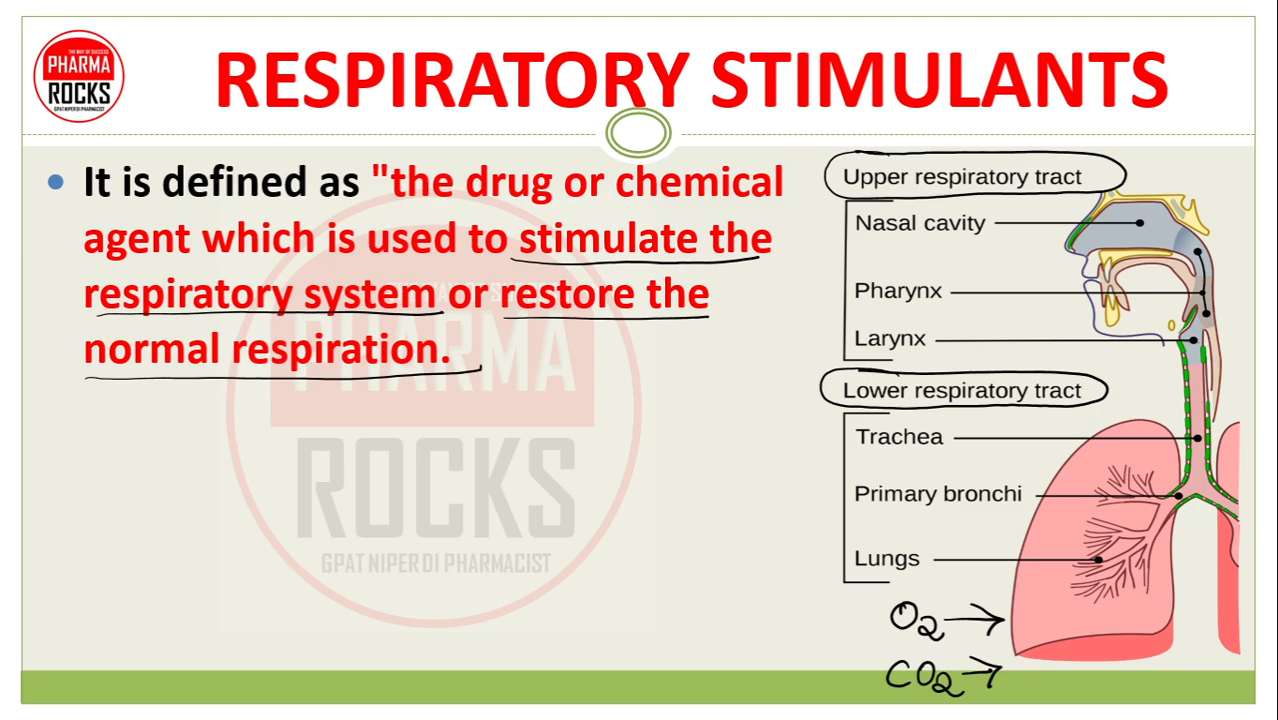 THE WAY OF SUCCESS
PHARMA
ROCKS
GPAT NIPER DI PHARMACIST
RESPIRATORY STIMULANTS
• It is defined as "the drug or chemical
agent which is used to stimulate the
respiratory system or restore the
normal respiration.
PHARMA
ROCKS
GPAT NIPER DI PHARMACIST
Upper respiratory tract
Nasal cavity
Pharynx
Larynx
Lower respiratory tract
Trachea
Primary bronchi
Lungs
O2 →
CO2 →